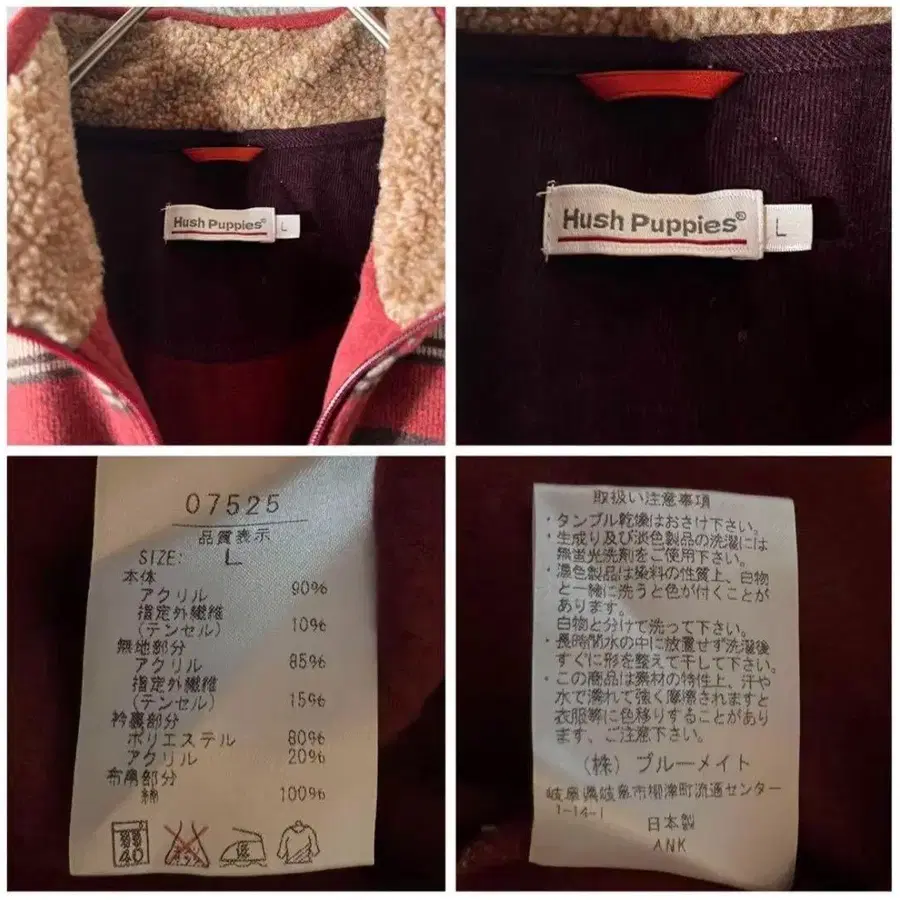 Hush Puppies®
L
Hush Puppies®
L
07525
品質表示
SIZE: L
本体
アクリル 90%
指定外繊維
(テンセル) 10%
無地部分
アクリル 85%
指定外繊維
(テンセル) 15%
衿裏部分
ポリエステル 80%
アクリル 20%
布帛部分
綿 100%
40
低
取扱い注意事項
・タンブル乾燥はおさけ下さい。
・生成り及び淡色製品の洗濯には
無蛍光洗剤をご使用下さい。
・濃色製品は染料の性質上、白物
と一緒に洗うと色が付くことが
あります。
白物と分けて洗って下さい。
・長時間水の中に放置せず洗濯後
すぐに形を整えて干して下さい。
・この商品は素材の特性上、汗や
水で濡れて強く摩擦されますと
衣服等に色移りすることがあり
ます、ご注意下さい。
(株) ブルーメイト
岐阜県岐阜市柳津町流通センター
1-14-1
日本製
ANK